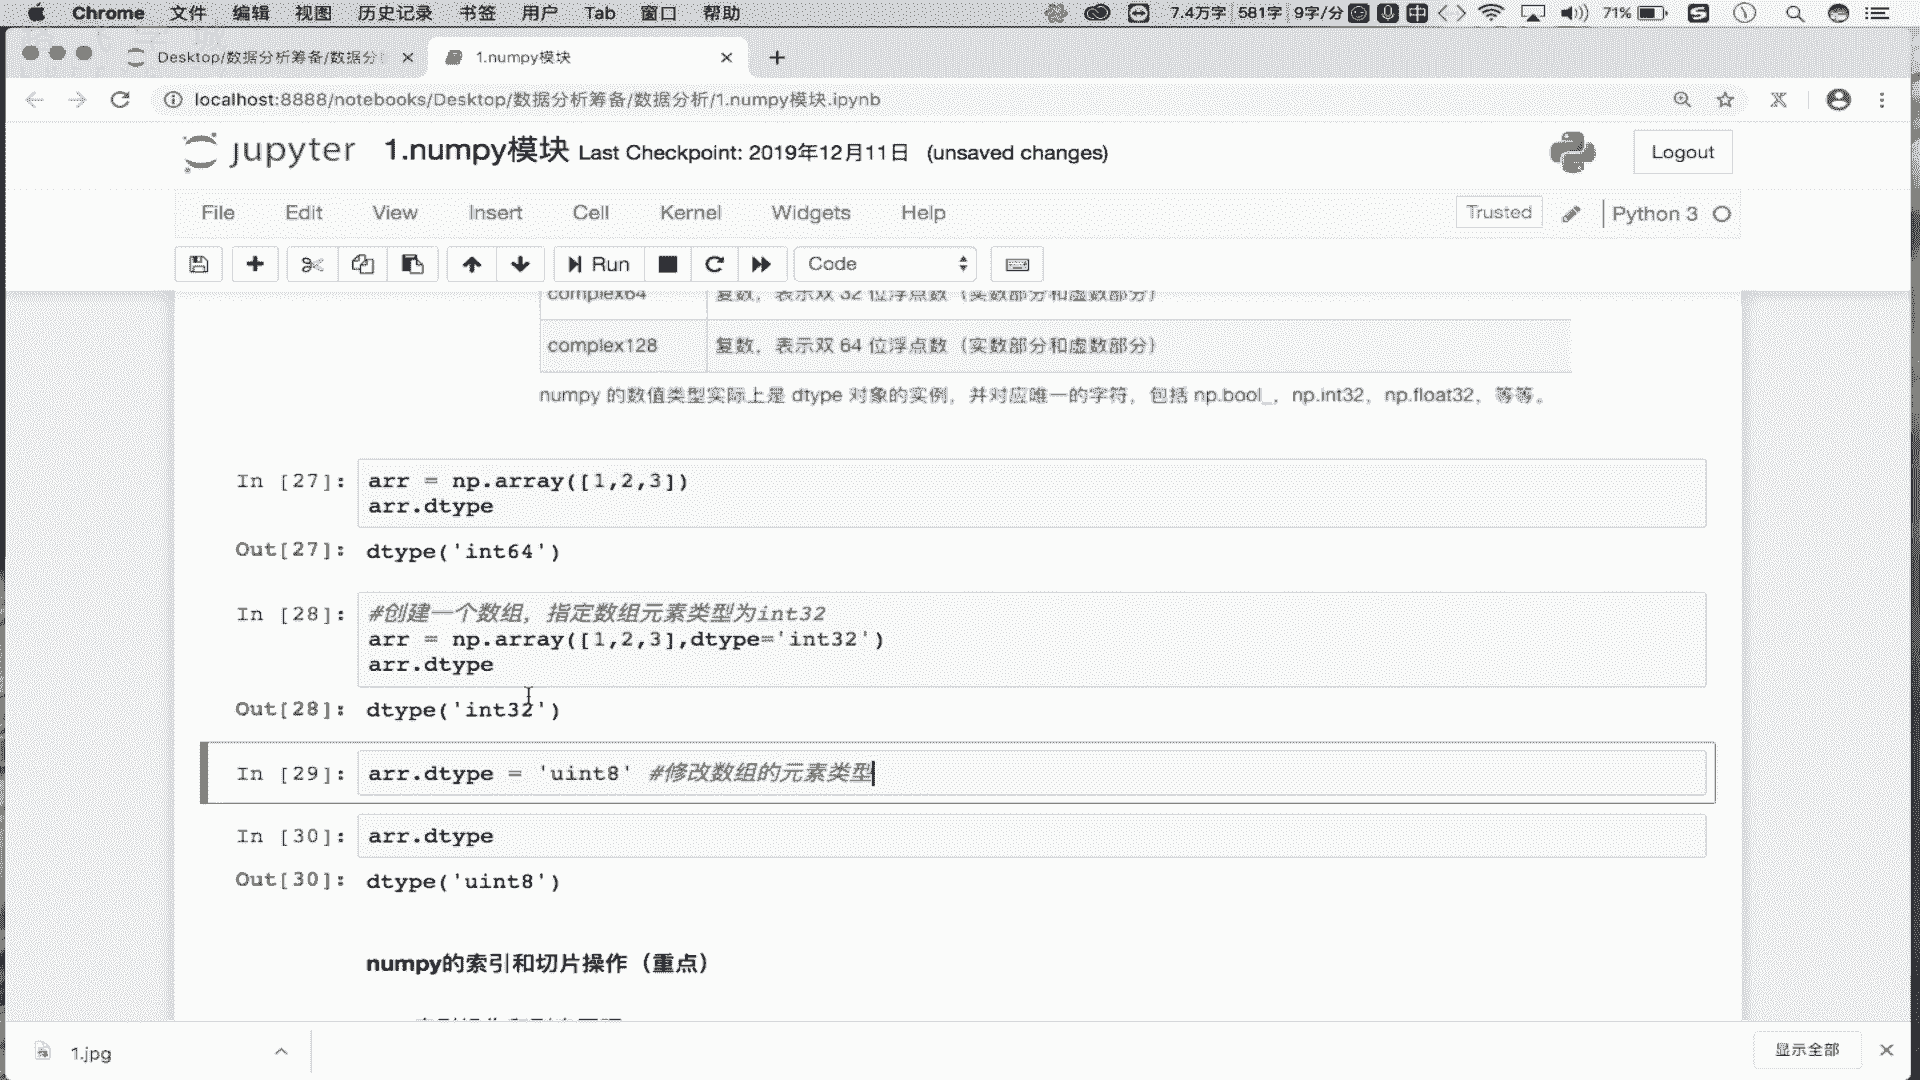 Chrome 文件 编辑 视图 历史记录 书签 用户 Tab 窗口 帮助 7.4万字 581字 9字/分 中 71%
Desktop/数据分析筹备/数据分 1.numpy模块
localhost:8888/notebooks/Desktop/数据分析筹备/数据分析/1.numpy模块.ipynb
jupyter 1.numpy模块 Last Checkpoint: 2019年12月11日 (unsaved changes) Logout
File Edit View Insert Cell Kernel Widgets Help Trusted Python 3
Run Code
complex64 复数，表示双 32 位浮点数（实数部分和虚数部分）
complex128 复数，表示双 64 位浮点数（实数部分和虚数部分）
numpy 的数值类型实际上是 dtype 对象的实例，并对应唯一的字符，包括 np.bool_，np.int32，np.float32，等等。
In [27]: arr = np.array([1,2,3])
arr.dtype
Out[27]: dtype('int64')
In [28]: #创建一个数组，指定数组元素类型为int32
arr = np.array([1,2,3],dtype='int32')
arr.dtype
Out[28]: dtype('int32')
In [29]: arr.dtype = 'uint8' #修改数组的元素类型
In [30]: arr.dtype
Out[30]: dtype('uint8')
numpy的索引和切片操作（重点）
1.jpg 显示全部